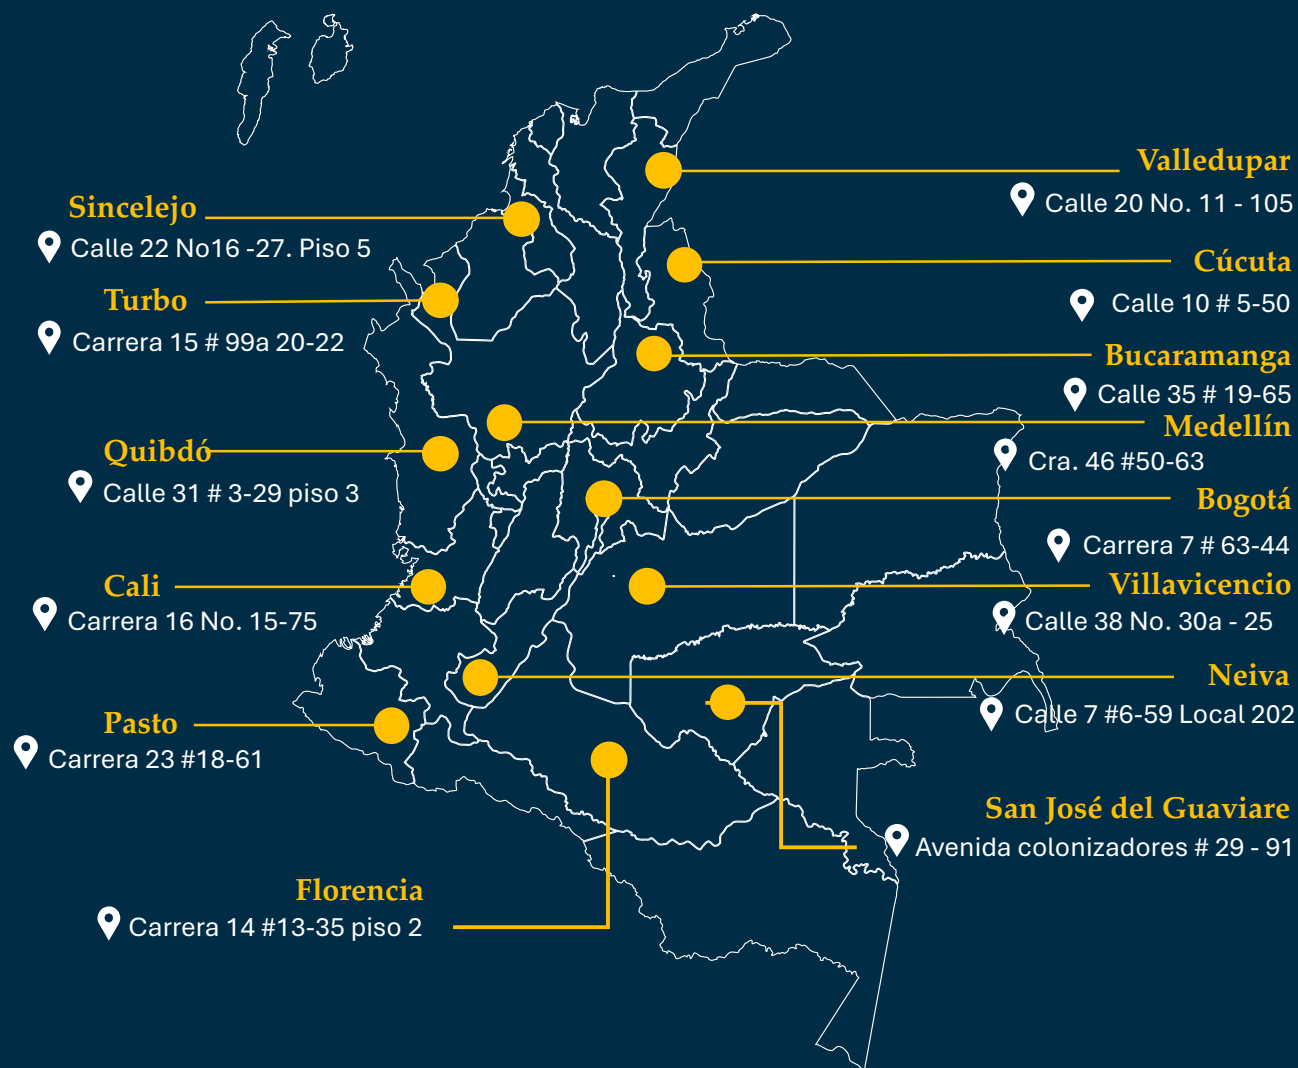 Sincelejo
Calle 22 No16 -27. Piso 5
Turbo
Carrera 15 # 99a 20-22
Quibdó
Calle 31 # 3-29 piso 3
Cali
Carrera 16 No. 15-75
Pasto
Carrera 23 #18-61
Florencia
Carrera 14 #13-35 piso 2
Valledupar
Calle 20 No. 11 - 105
Cúcuta
Calle 10 # 5-50
Bucaramanga
Calle 35 # 19-65
Medellín
Cra. 46 #50-63
Bogotá
Carrera 7 # 63-44
Villavicencio
Calle 38 No. 30a - 25
Neiva
Calle 7 #6-59 Local 202
San José del Guaviare
Avenida colonizadores # 29 - 91